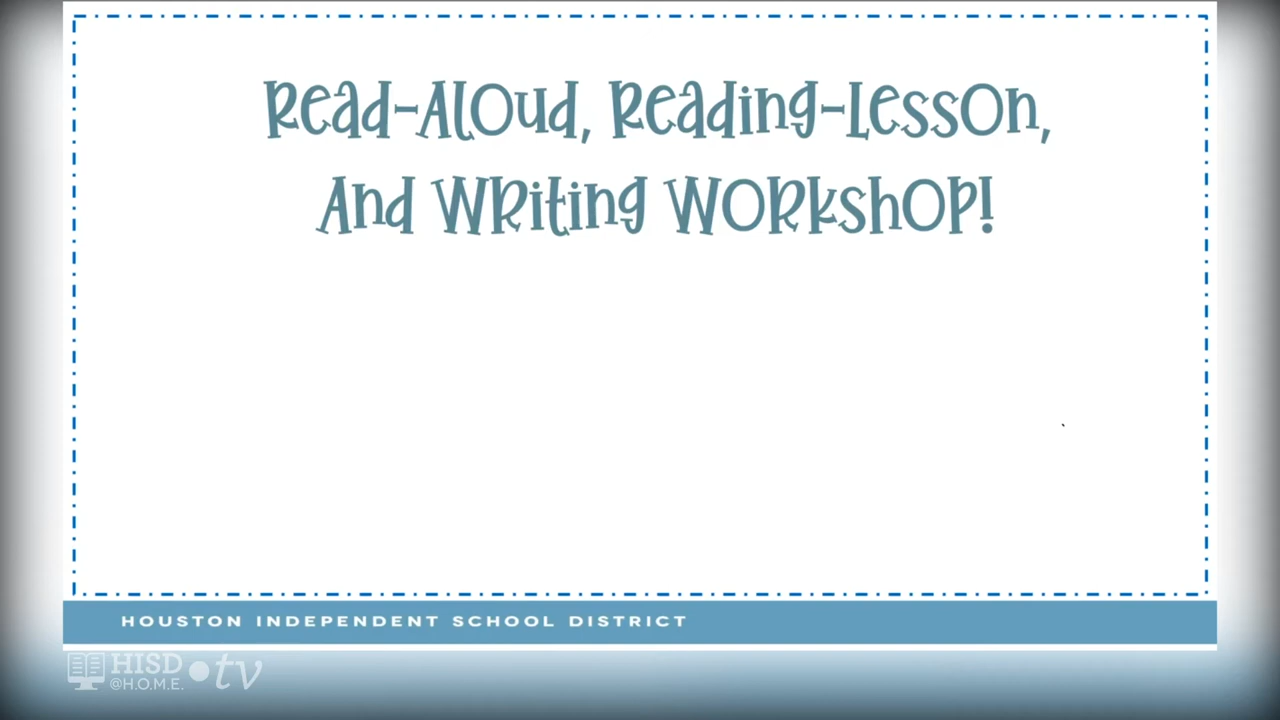 Read-Aloud, Reading-Lesson,
And Writing Workshop!
HOUSTON INDEPENDENT SCHOOL DISTRICT
HISD
@H.O.M.E.
tv